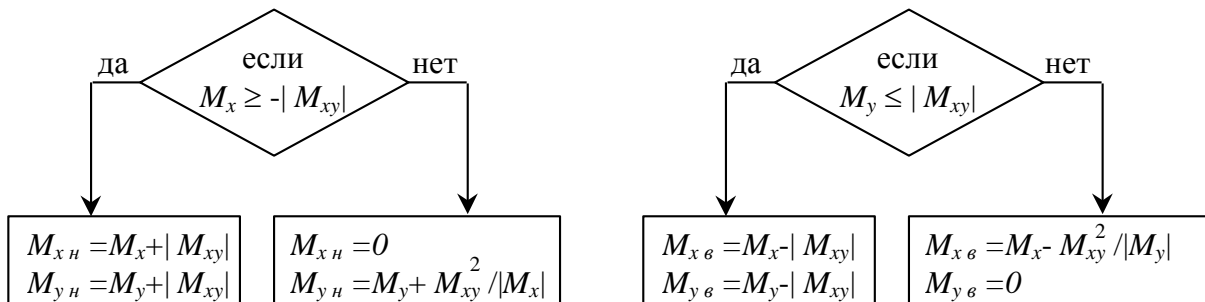 да
если
нет
M_x ≥ -| M_xy|
M_x н =M_x+| M_xy|
M_y н =M_y+| M_xy|
M_x н =0
M_y н =M_y+ M_xy^2 /|M_x|
да
если
нет
M_y ≤ | M_xy|
M_x в =M_x-| M_xy|
M_y в =M_y-| M_xy|
M_x в =M_x- M_xy^2 /|M_y|
M_y в =0